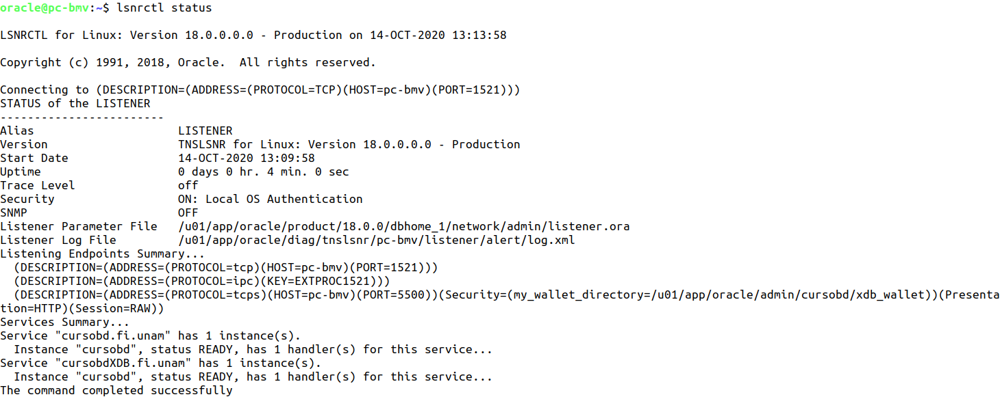 oracle@pc-bmv:~$ lsnrctl status
LSNRCTL for Linux: Version 18.0.0.0.0 - Production on 14-OCT-2020 13:13:58
Copyright (c) 1991, 2018, Oracle.  All rights reserved.
Connecting to (DESCRIPTION=(ADDRESS=(PROTOCOL=TCP)(HOST=pc-bmv)(PORT=1521)))
STATUS of the LISTENER
------------------------
Alias                     LISTENER
Version                   TNSLSNR for Linux: Version 18.0.0.0.0 - Production
Start Date                14-OCT-2020 13:09:58
Uptime                    0 days 0 hr. 4 min. 0 sec
Trace Level               off
Security                  ON: Local OS Authentication
SNMP                      OFF
Listener Parameter File   /u01/app/oracle/product/18.0.0/dbhome_1/network/admin/listener.ora
Listener Log File         /u01/app/oracle/diag/tnslsnr/pc-bmv/listener/alert/log.xml
Listening Endpoints Summary...
  (DESCRIPTION=(ADDRESS=(PROTOCOL=tcp)(HOST=pc-bmv)(PORT=1521)))
  (DESCRIPTION=(ADDRESS=(PROTOCOL=ipc)(KEY=EXTPROC1521)))
  (DESCRIPTION=(ADDRESS=(PROTOCOL=tcps)(HOST=pc-bmv)(PORT=5500))(Security=(my_wallet_directory=/u01/app/oracle/admin/cursobd/xdb_wallet))(Presenta
tion=HTTP)(Session=RAW))
Services Summary...
Service "cursobd.fi.unam" has 1 instance(s).
  Instance "cursobd", status READY, has 1 handler(s) for this service...
Service "cursobdXDB.fi.unam" has 1 instance(s).
  Instance "cursobd", status READY, has 1 handler(s) for this service...
The command completed successfully